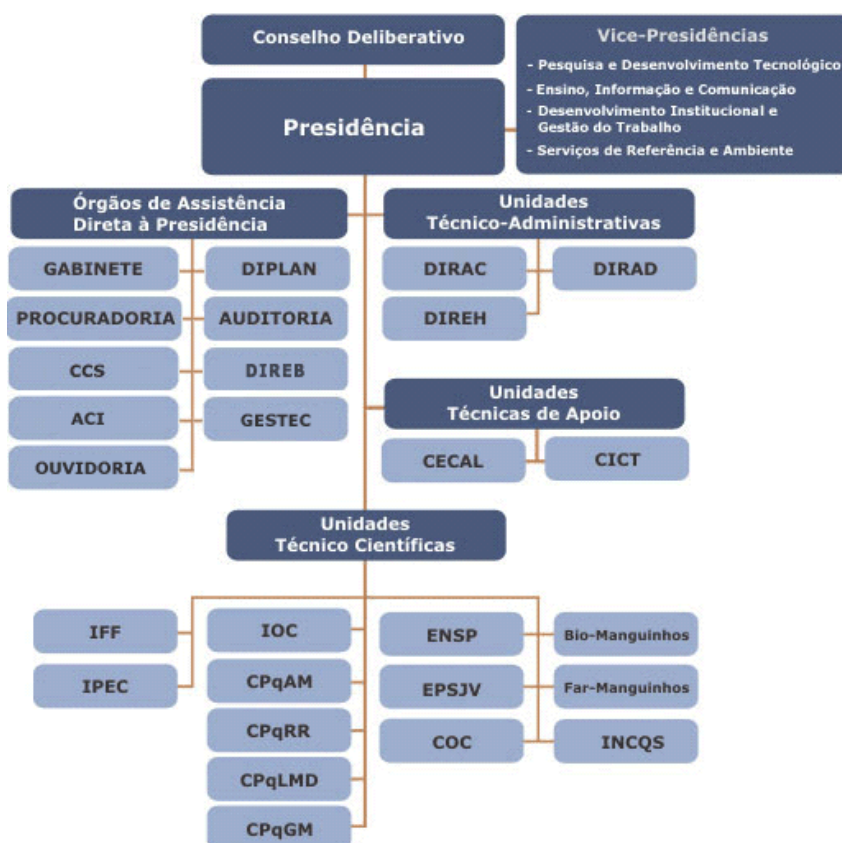 Conselho Deliberativo
Presidência
Vice-Presidências
- Pesquisa e Desenvolvimento Tecnológico
- Ensino, Informação e Comunicação
- Desenvolvimento Institucional e
Gestão do Trabalho
- Serviços de Referência e Ambiente
Órgãos de Assistência
Direta à Presidência
GABINETE
DIPLAN
PROCURADORIA
AUDITORIA
CCS
DIREB
ACI
GESTEC
OUVIDORIA
Unidades
Técnico-Administrativas
DIRAC
DIRAD
DIREH
Unidades
Técnicas de Apoio
CECAL
CICT
Unidades
Técnico Científicas
IFF
IPEC
IOC
CPqAM
CPqRR
CPqLMD
CPqGM
ENSP
EPSJV
COC
Bio-Manguinhos
Far-Manguinhos
INCQS